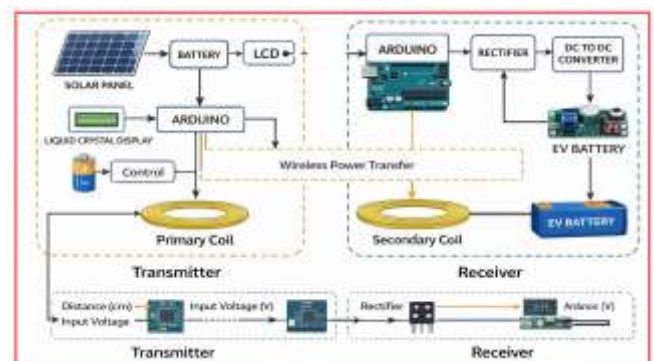 SOLAR PANEL
BATTERY
LCD
LIQUID CRYSTAL DISPLAY
ARDUINO
Control
Primary Coil
Transmitter
Wireless Power Transfer
ARDUINO
RECTIFIER
DC TO DC
CONVERTER
EV BATTERY
Secondary Coil
EV BATTERY
Receiver
Distance (cm)
Input Voltage
Input Voltage (V)
Transmitter
Rectifier
(V)
Receiver